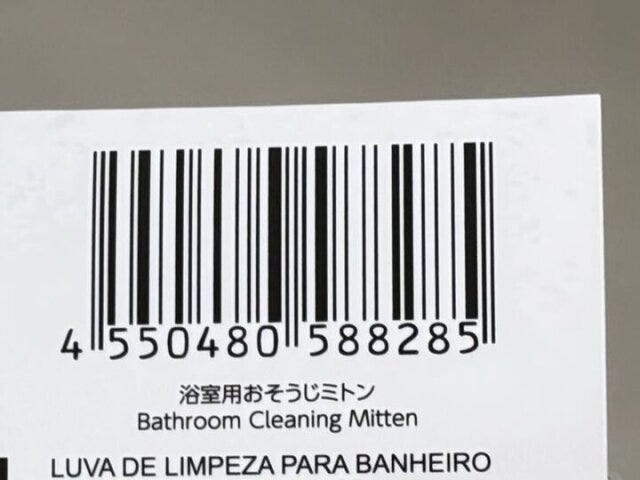 4 550480 588285
浴室用おそうじミトン
Bathroom Cleaning Mitten
LUVA DE LIMPEZA PARA BANHEIRO